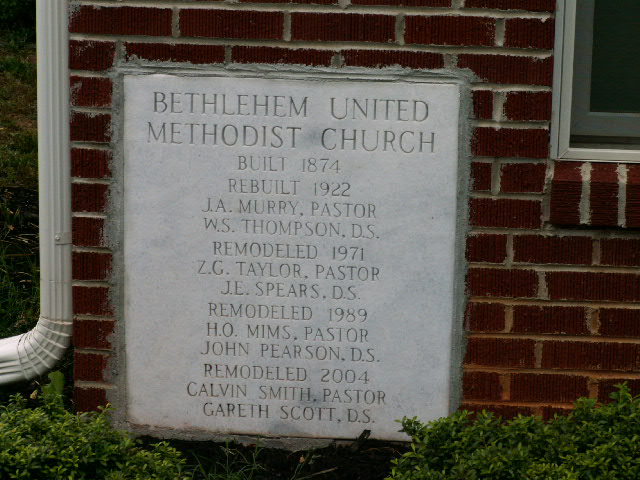 BETHLEHEM UNITED
METHODIST CHURCH
BUILT 1874
REBUILT 1922
J.A. MURRY, PASTOR
W.S. THOMPSON, D.S.
REMODELED 1971
Z.G. TAYLOR, PASTOR
J.E. SPEARS, D.S.
REMODELED 1989
H.O. MIMS, PASTOR
JOHN PEARSON, D.S.
REMODELED 2004
CALVIN SMITH, PASTOR
GARETH SCOTT, D.S.